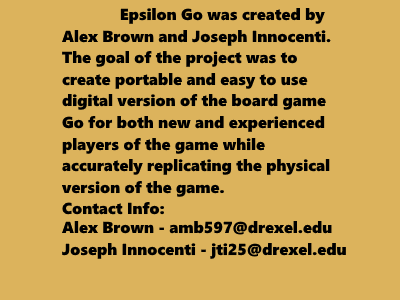 Epsilon Go was created by
Alex Brown and Joseph Innocenti.
The goal of the project was to
create portable and easy to use
digital version of the board game
Go for both new and experienced
players of the game while
accurately replicating the physical
version of the game.
Contact Info:
Alex Brown - amb597@drexel.edu
Joseph Innocenti - jti25@drexel.edu